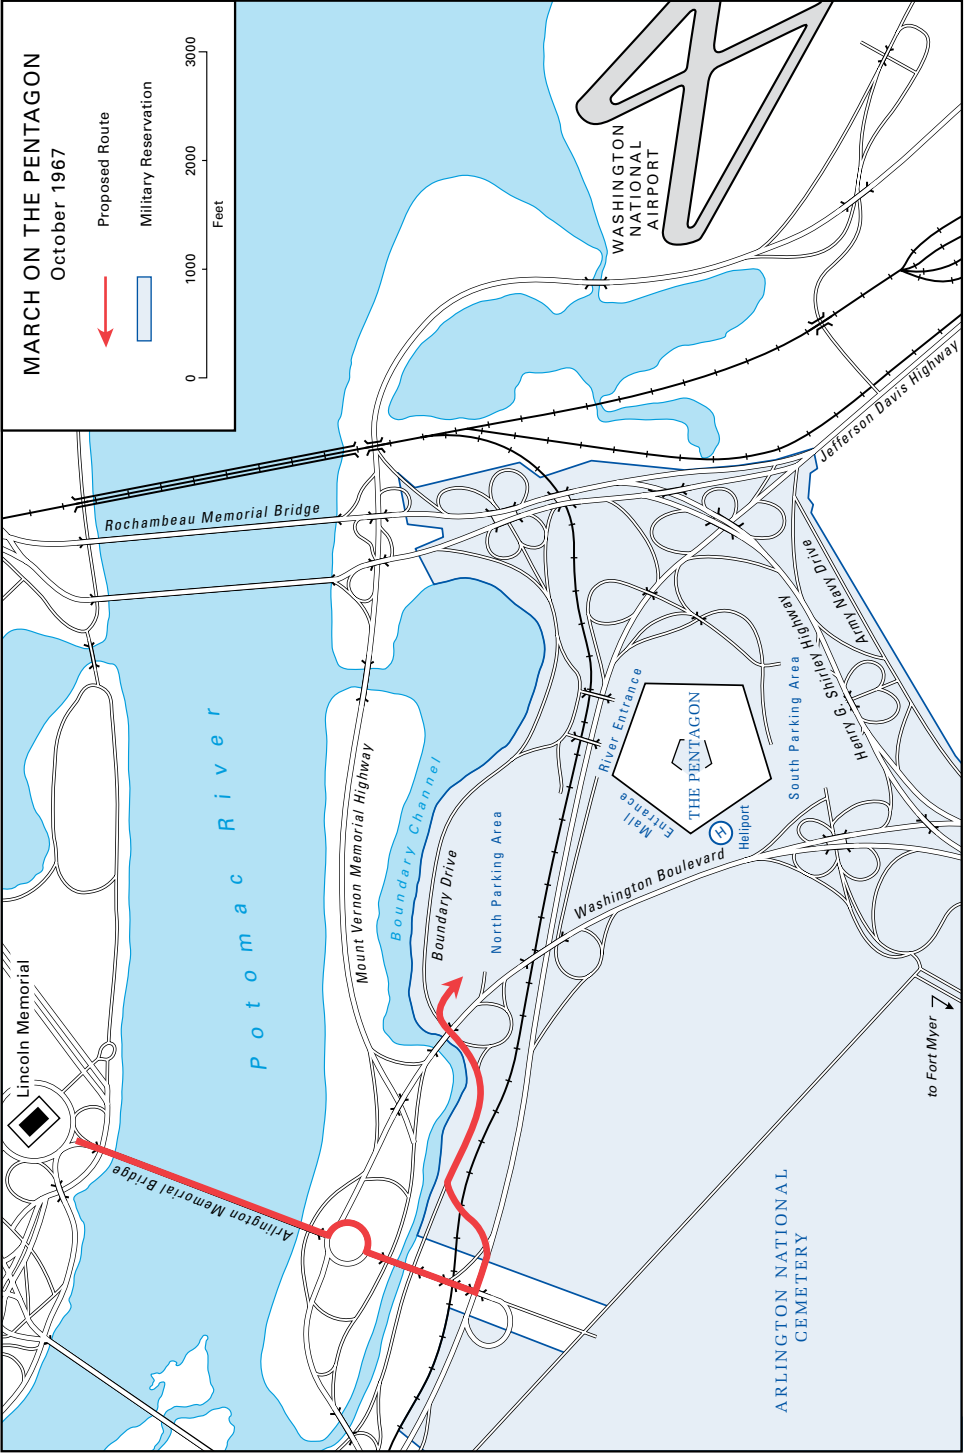 MARCH ON THE PENTAGON
October 1967
Proposed Route
Military Reservation
0 1000 2000 3000
Feet
Lincoln Memorial
Arlington Memorial Bridge
Potomac River
Rochambeau Memorial Bridge
Mount Vernon Memorial Highway
Boundary Channel
Boundary Drive
North Parking Area
WASHINGTON
NATIONAL
AIRPORT
Jefferson Davis Highway
Army Navy Drive
Henry G. Shirley Highway
River Entrance
THE PENTAGON
Mall
Entrance
H
Heliport
South Parking Area
Washington Boulevard
to Fort Myer
ARLINGTON NATIONAL
CEMETERY